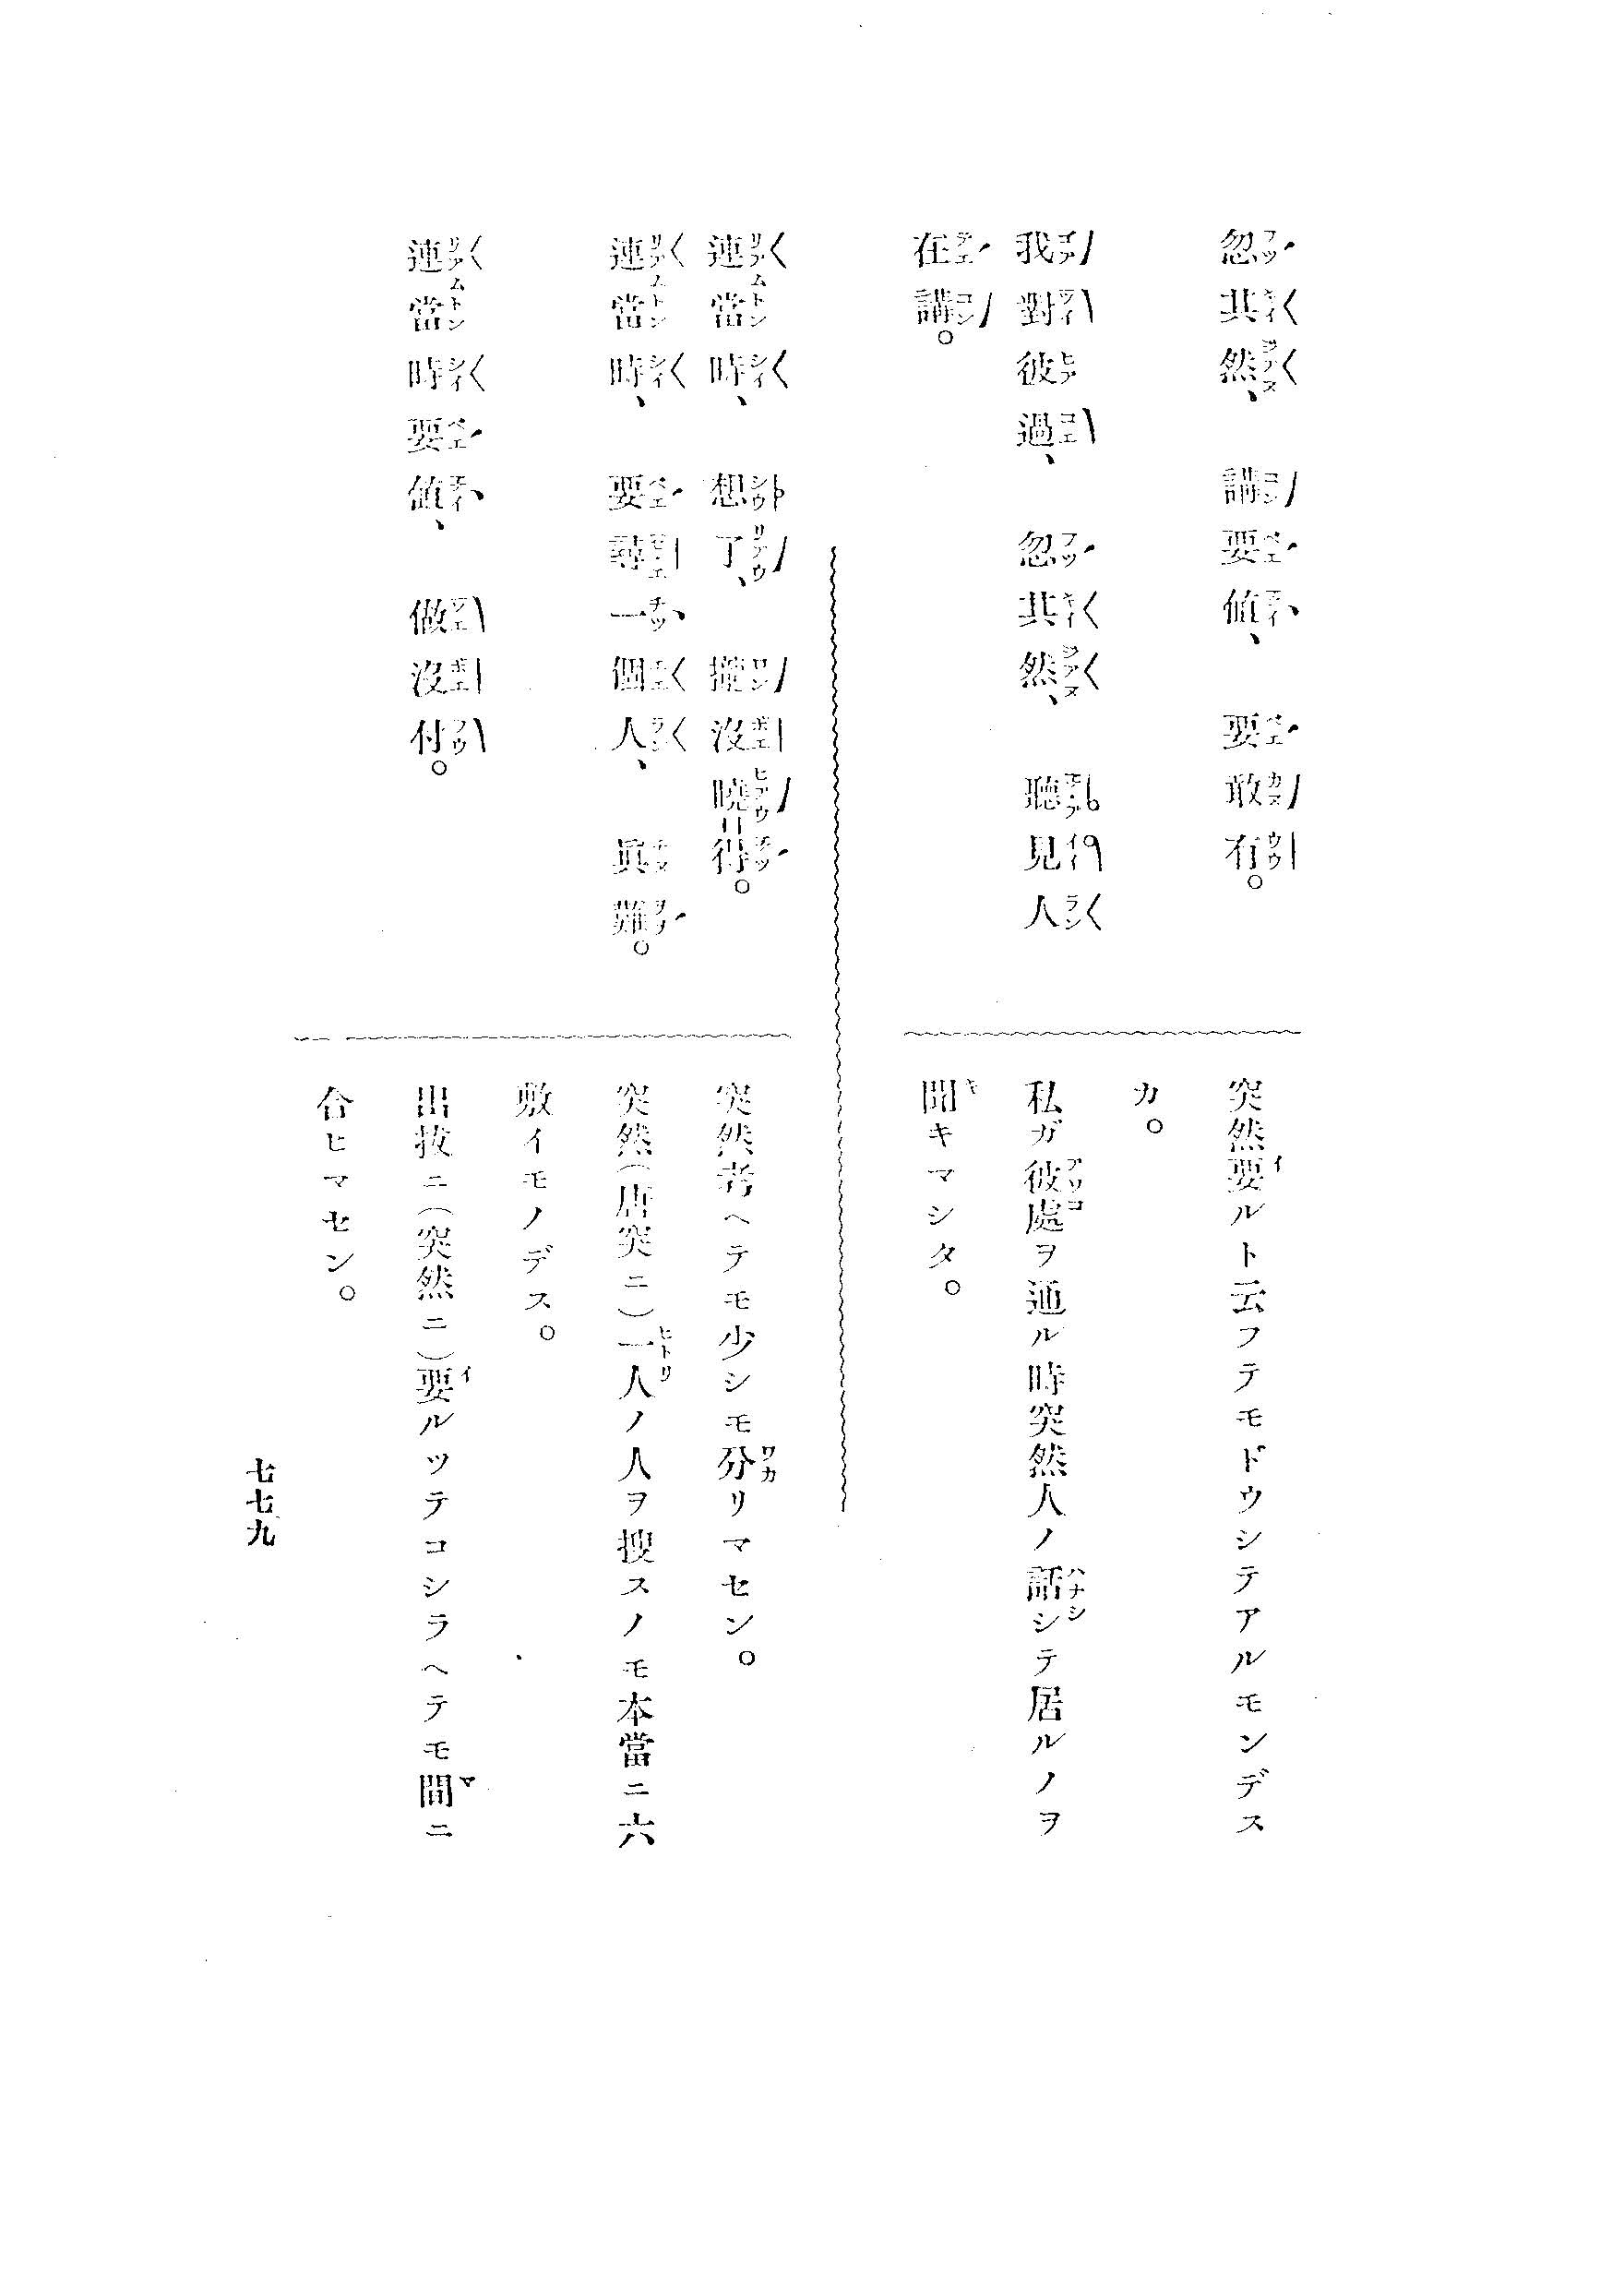 忽其然、講要値、要敢有。
我對彼過、忽其然、聽見人
在講。
突然要ルト云フテモドウシテアルモンデス
カ。
私ガ彼處ヲ通ル時突然人ノ話シテ居ルノヲ
聞キマシタ。
連當時、想了、攏沒曉=得。
連當時、要尋一個人、眞難。
連當時要値、做沒付。
突然考ヘテモ少シモ分リマセン。
突然(唐突ニ)一人ノ人ヲ搜スノモ本當ニ六
敷イモノデス。
出拔ニ(突然ニ)要ルツテコシラヘテモ間ニ
合ヒマセン。
七七九